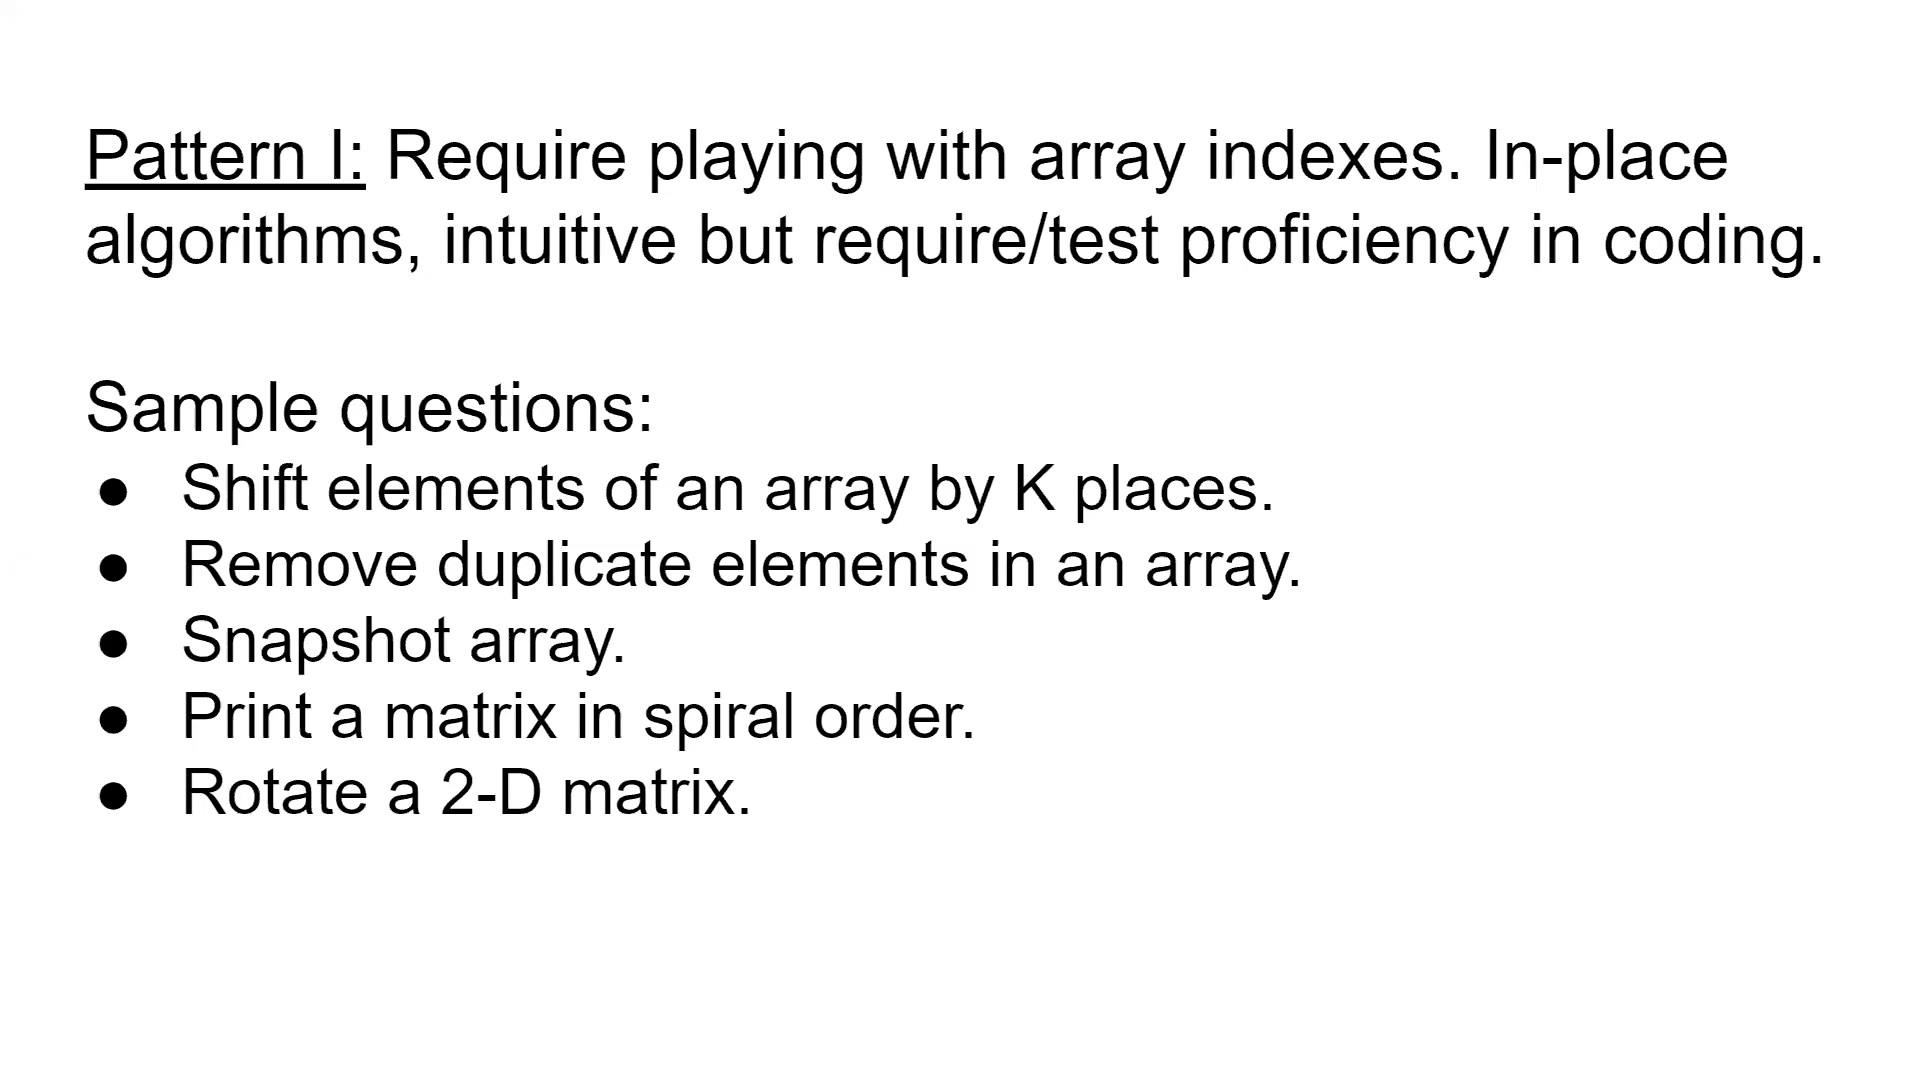 Pattern I: Require playing with array indexes. In-place
algorithms, intuitive but require/test proficiency in coding.
Sample questions:
● Shift elements of an array by K places.
● Remove duplicate elements in an array.
● Snapshot array.
● Print a matrix in spiral order.
● Rotate a 2-D matrix.